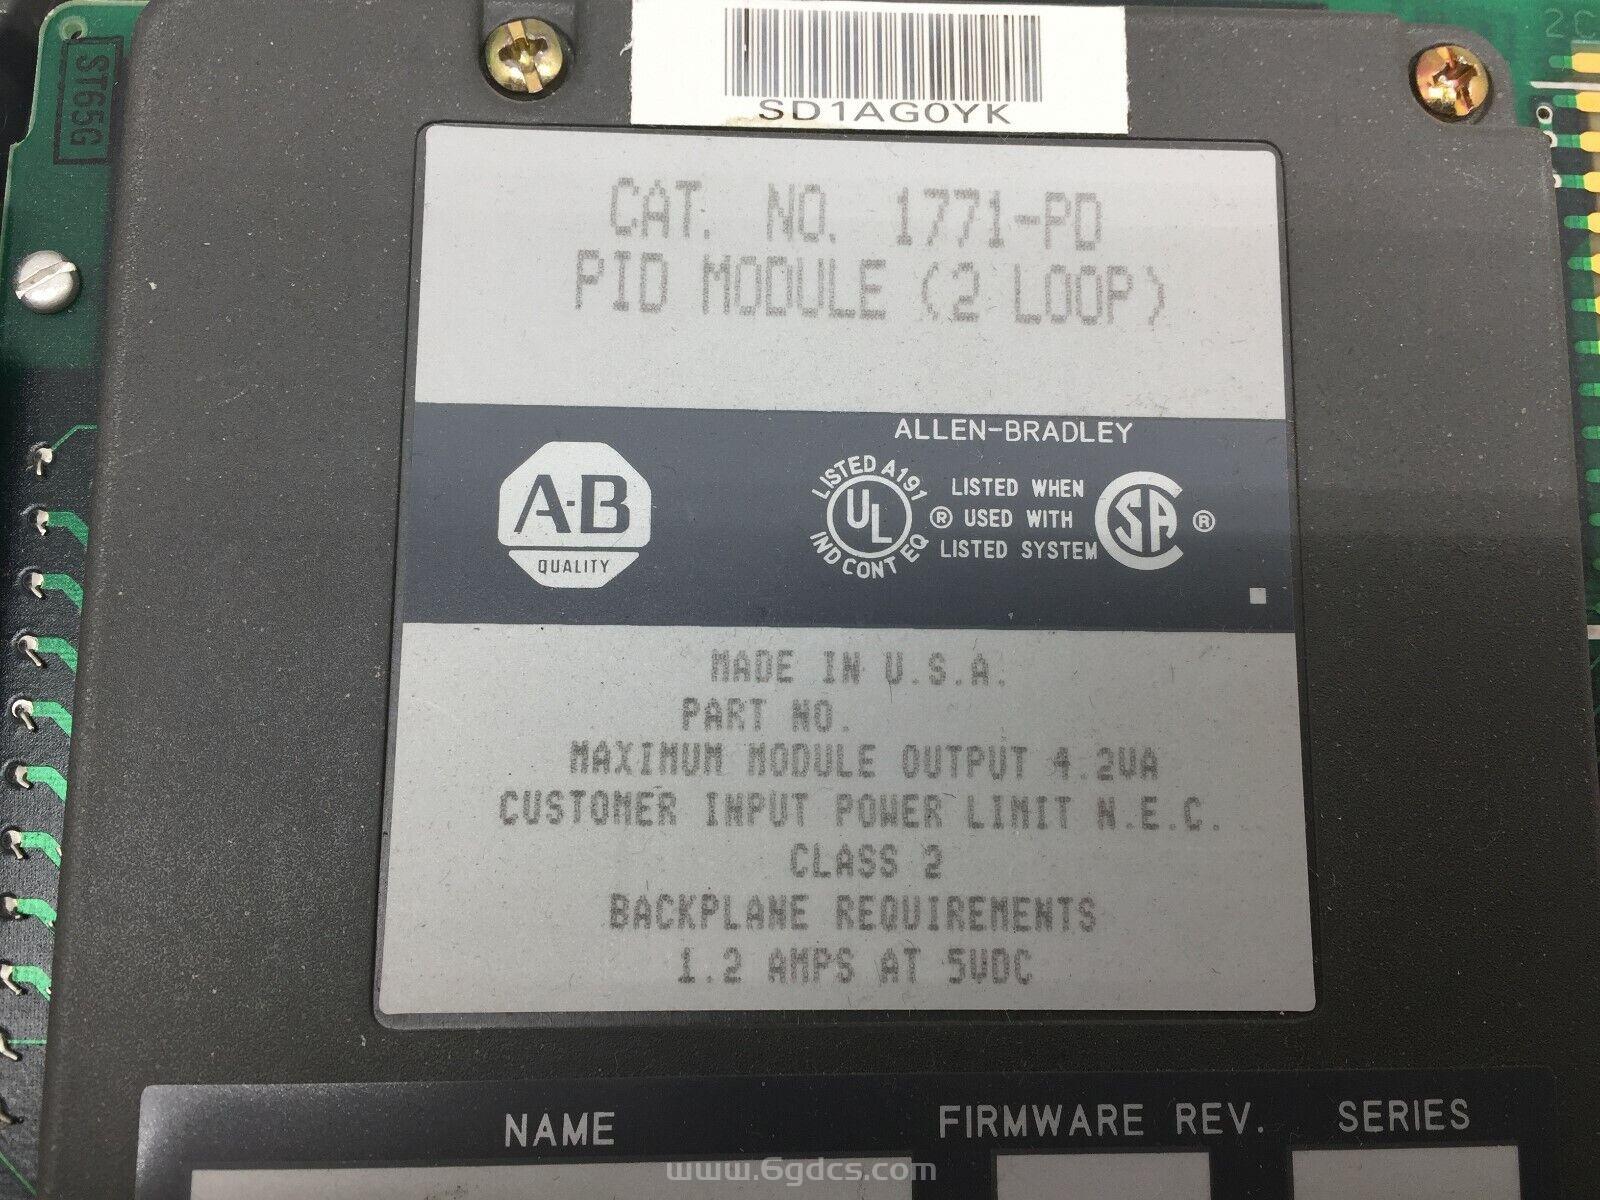 ST65G
2C
SD1AG0YK
CAT. NO. 1771-PD
PID MODULE (2 LOOP)
ALLEN-BRADLEY
A-B
QUALITY
LISTED A191
UL
IND CONT EQ
®
LISTED WHEN
USED WITH
LISTED SYSTEM
SA
®
MADE IN U.S.A.
PART NO.
MAXIMUM MODULE OUTPUT 4.2VA
CUSTOMER INPUT POWER LIMIT N.E.C.
CLASS 2
BACKPLANE REQUIREMENTS
1.2 AMPS AT 5VDC
NAME
FIRMWARE REV.
SERIES
www.6gdcs.com